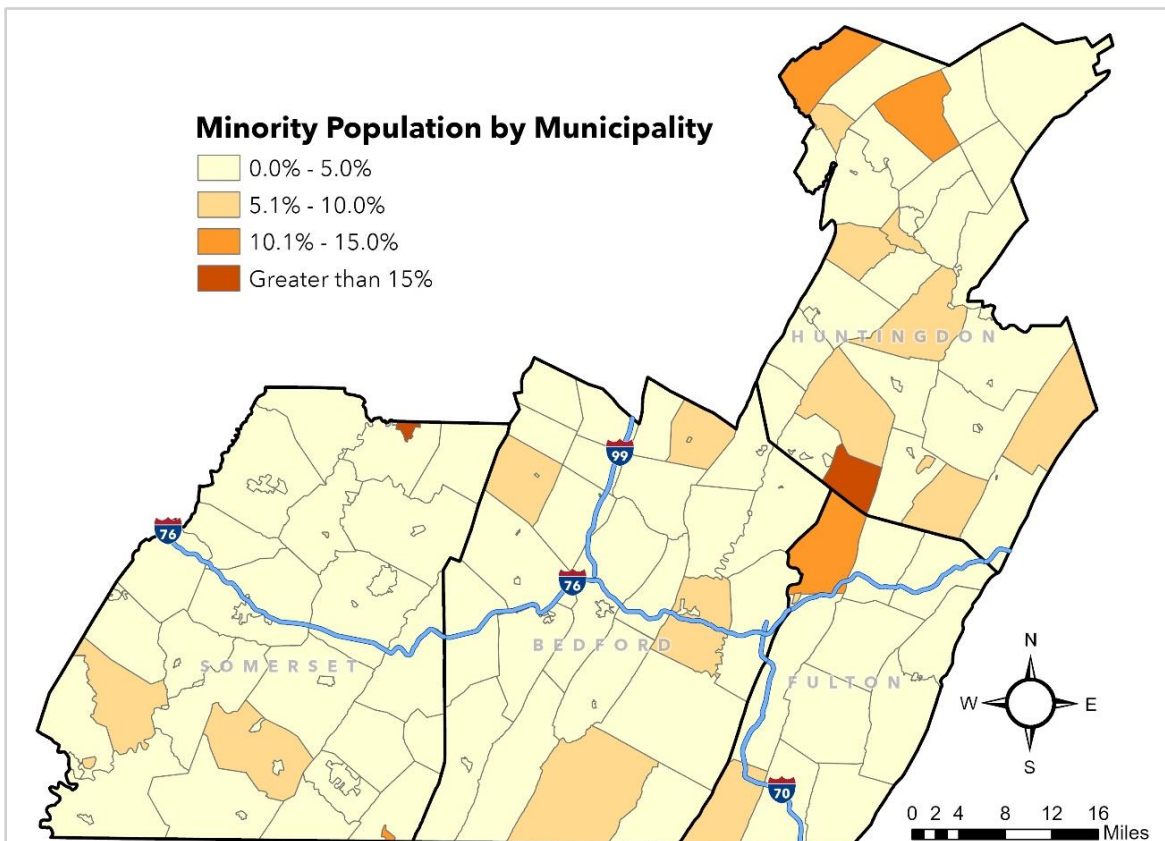 Minority Population by Municipality
0.0% - 5.0%
5.1% - 10.0%
10.1% - 15.0%
Greater than 15%
HUNTINGDON
99
76
76
BEDFORD
SOMERSET
FULTON
N
W E
S
70
0 2 4 8 12 16
Miles